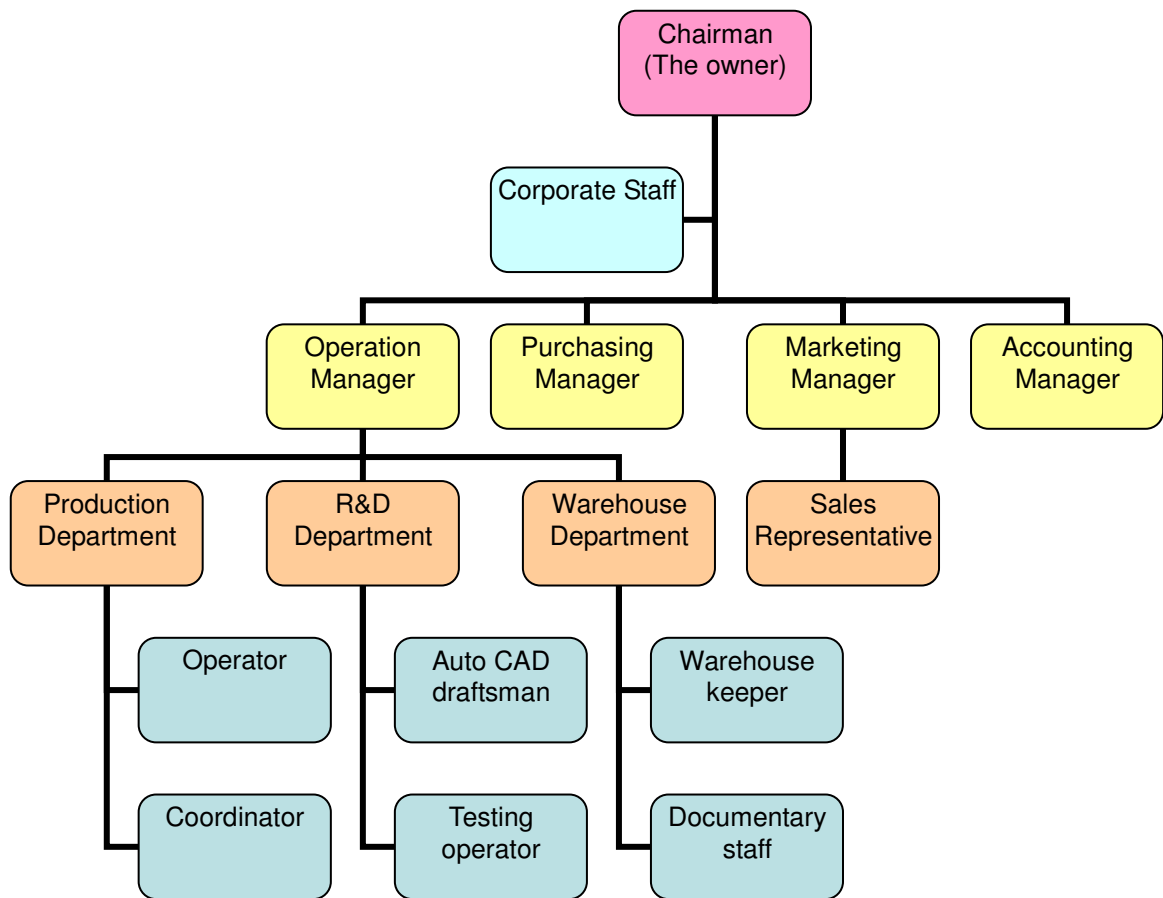 Chairman
(The owner)
Corporate Staff
Operation
Manager
Purchasing
Manager
Marketing
Manager
Accounting
Manager
Production
Department
R&D
Department
Warehouse
Department
Sales
Representative
Operator
Auto CAD
draftsman
Warehouse
keeper
Coordinator
Testing
operator
Documentary
staff